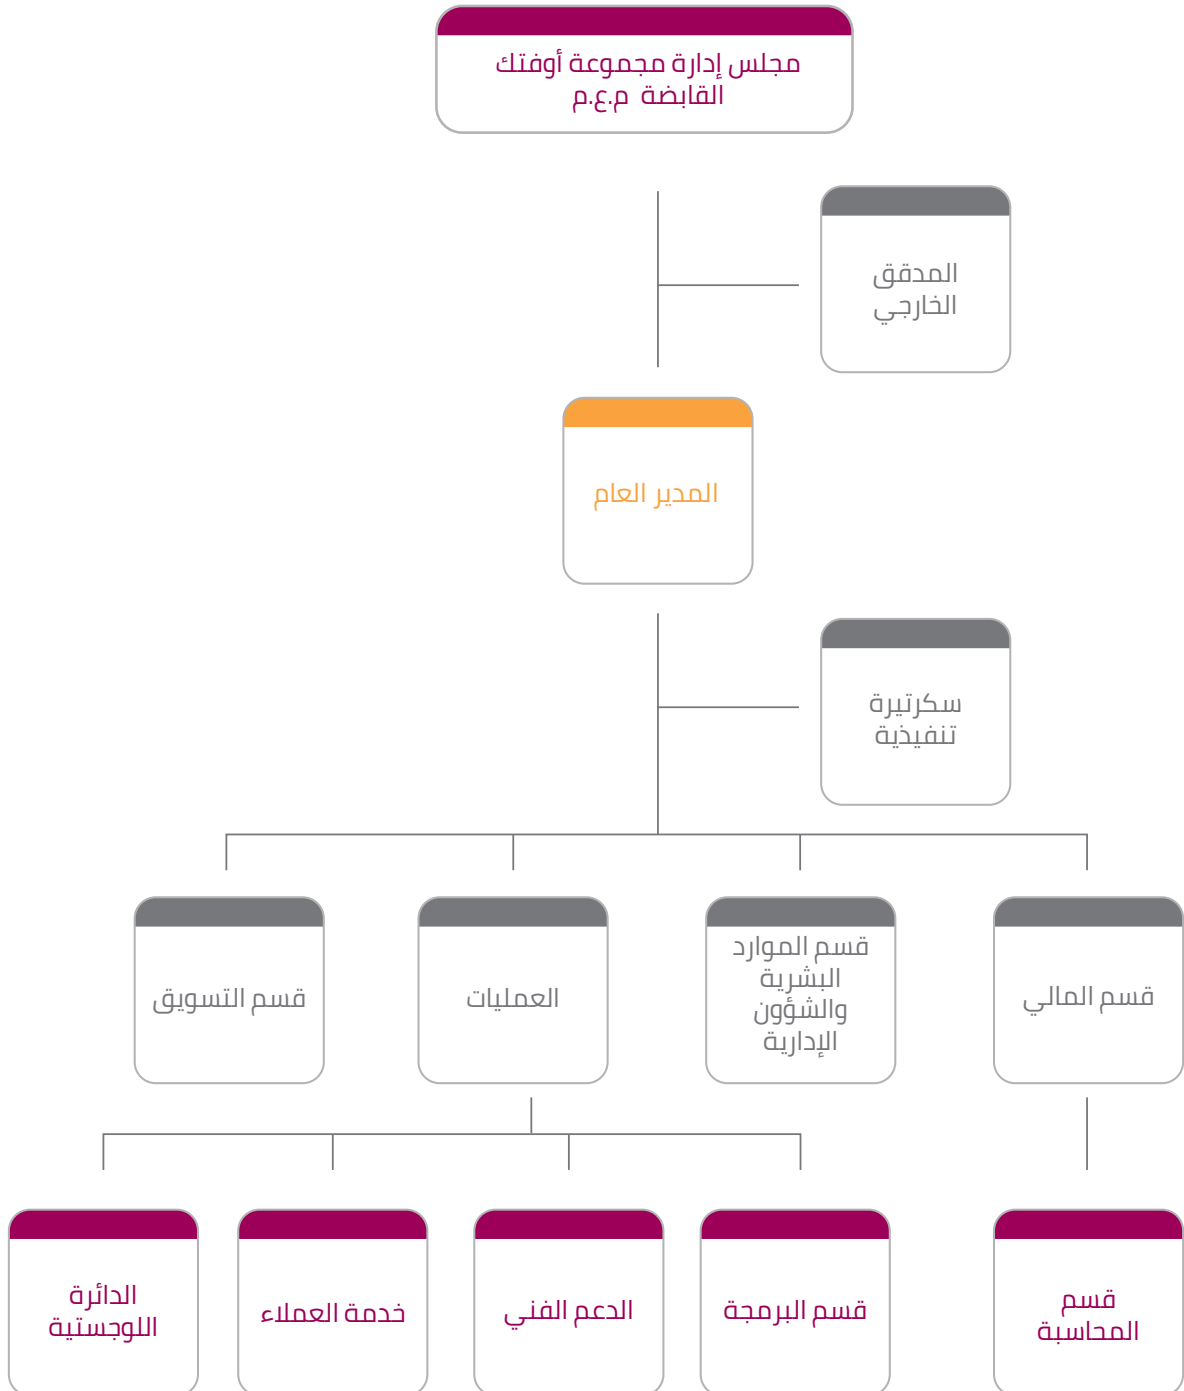 مجلس إدارة مجموعة أوفتك
القابضة م.ع.م
المدقق
الخارجي
المدير العام
سكرتيرة
تنفيذية
قسم المالي
قسم الموارد
البشرية
والشؤون
الإدارية
العمليات
قسم التسويق
قسم
المحاسبة
قسم البرمجة
الدعم الفني
خدمة العملاء
الدائرة
اللوجستية